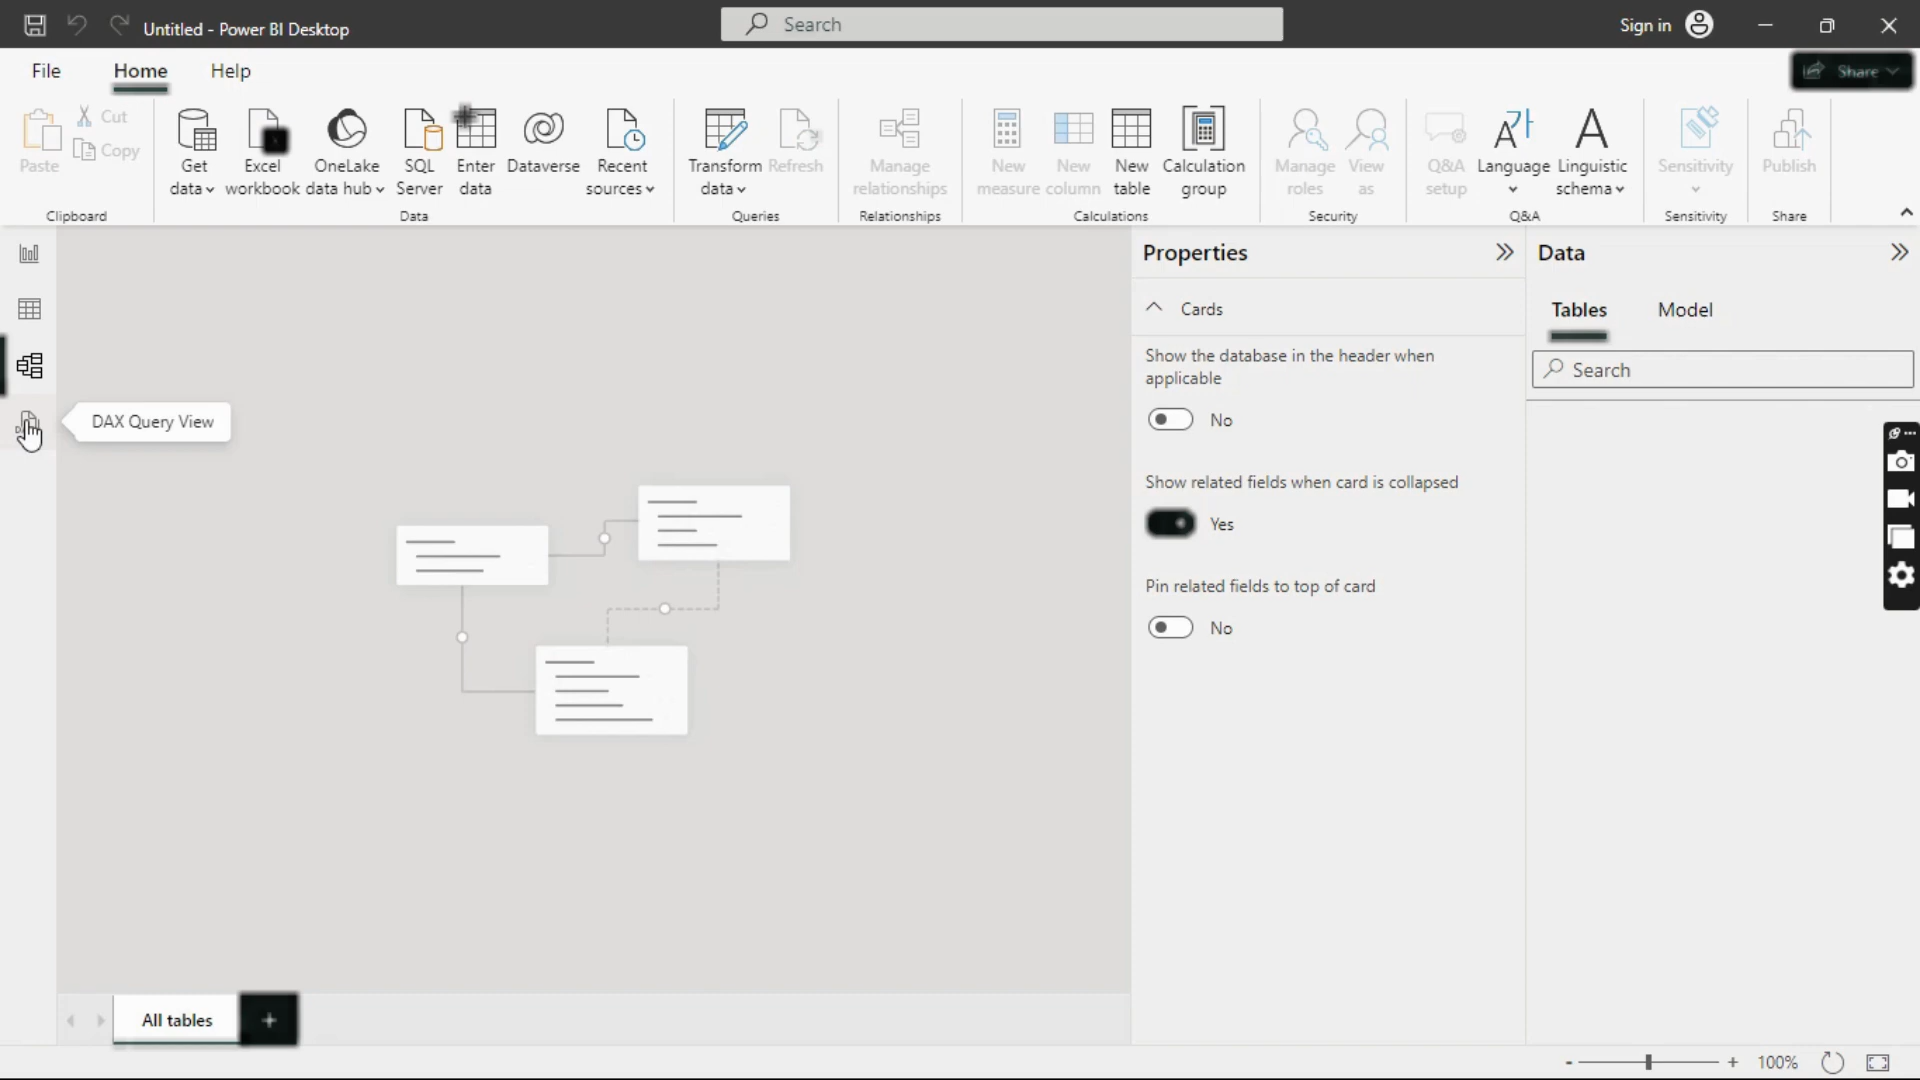 Untitled - Power BI Desktop
Search
Sign in
File
Home
Help
Share
Paste
Cut
Copy
Get data
Excel workbook
OneLake data hub
SQL Server
Enter data
Dataverse
Recent sources
Transform data
Refresh
Manage relationships
New measure
New column
New table
Calculation group
Manage roles
View as
Q&A setup
Language
Linguistic schema
Sensitivity
Publish
Clipboard
Data
Queries
Relationships
Calculations
Security
Q&A
Sensitivity
Share
DAX Query View
Properties
Cards
Show the database in the header when
applicable
No
Show related fields when card is collapsed
Yes
Pin related fields to top of card
No
Data
Tables
Model
Search
All tables
+
- + 100%